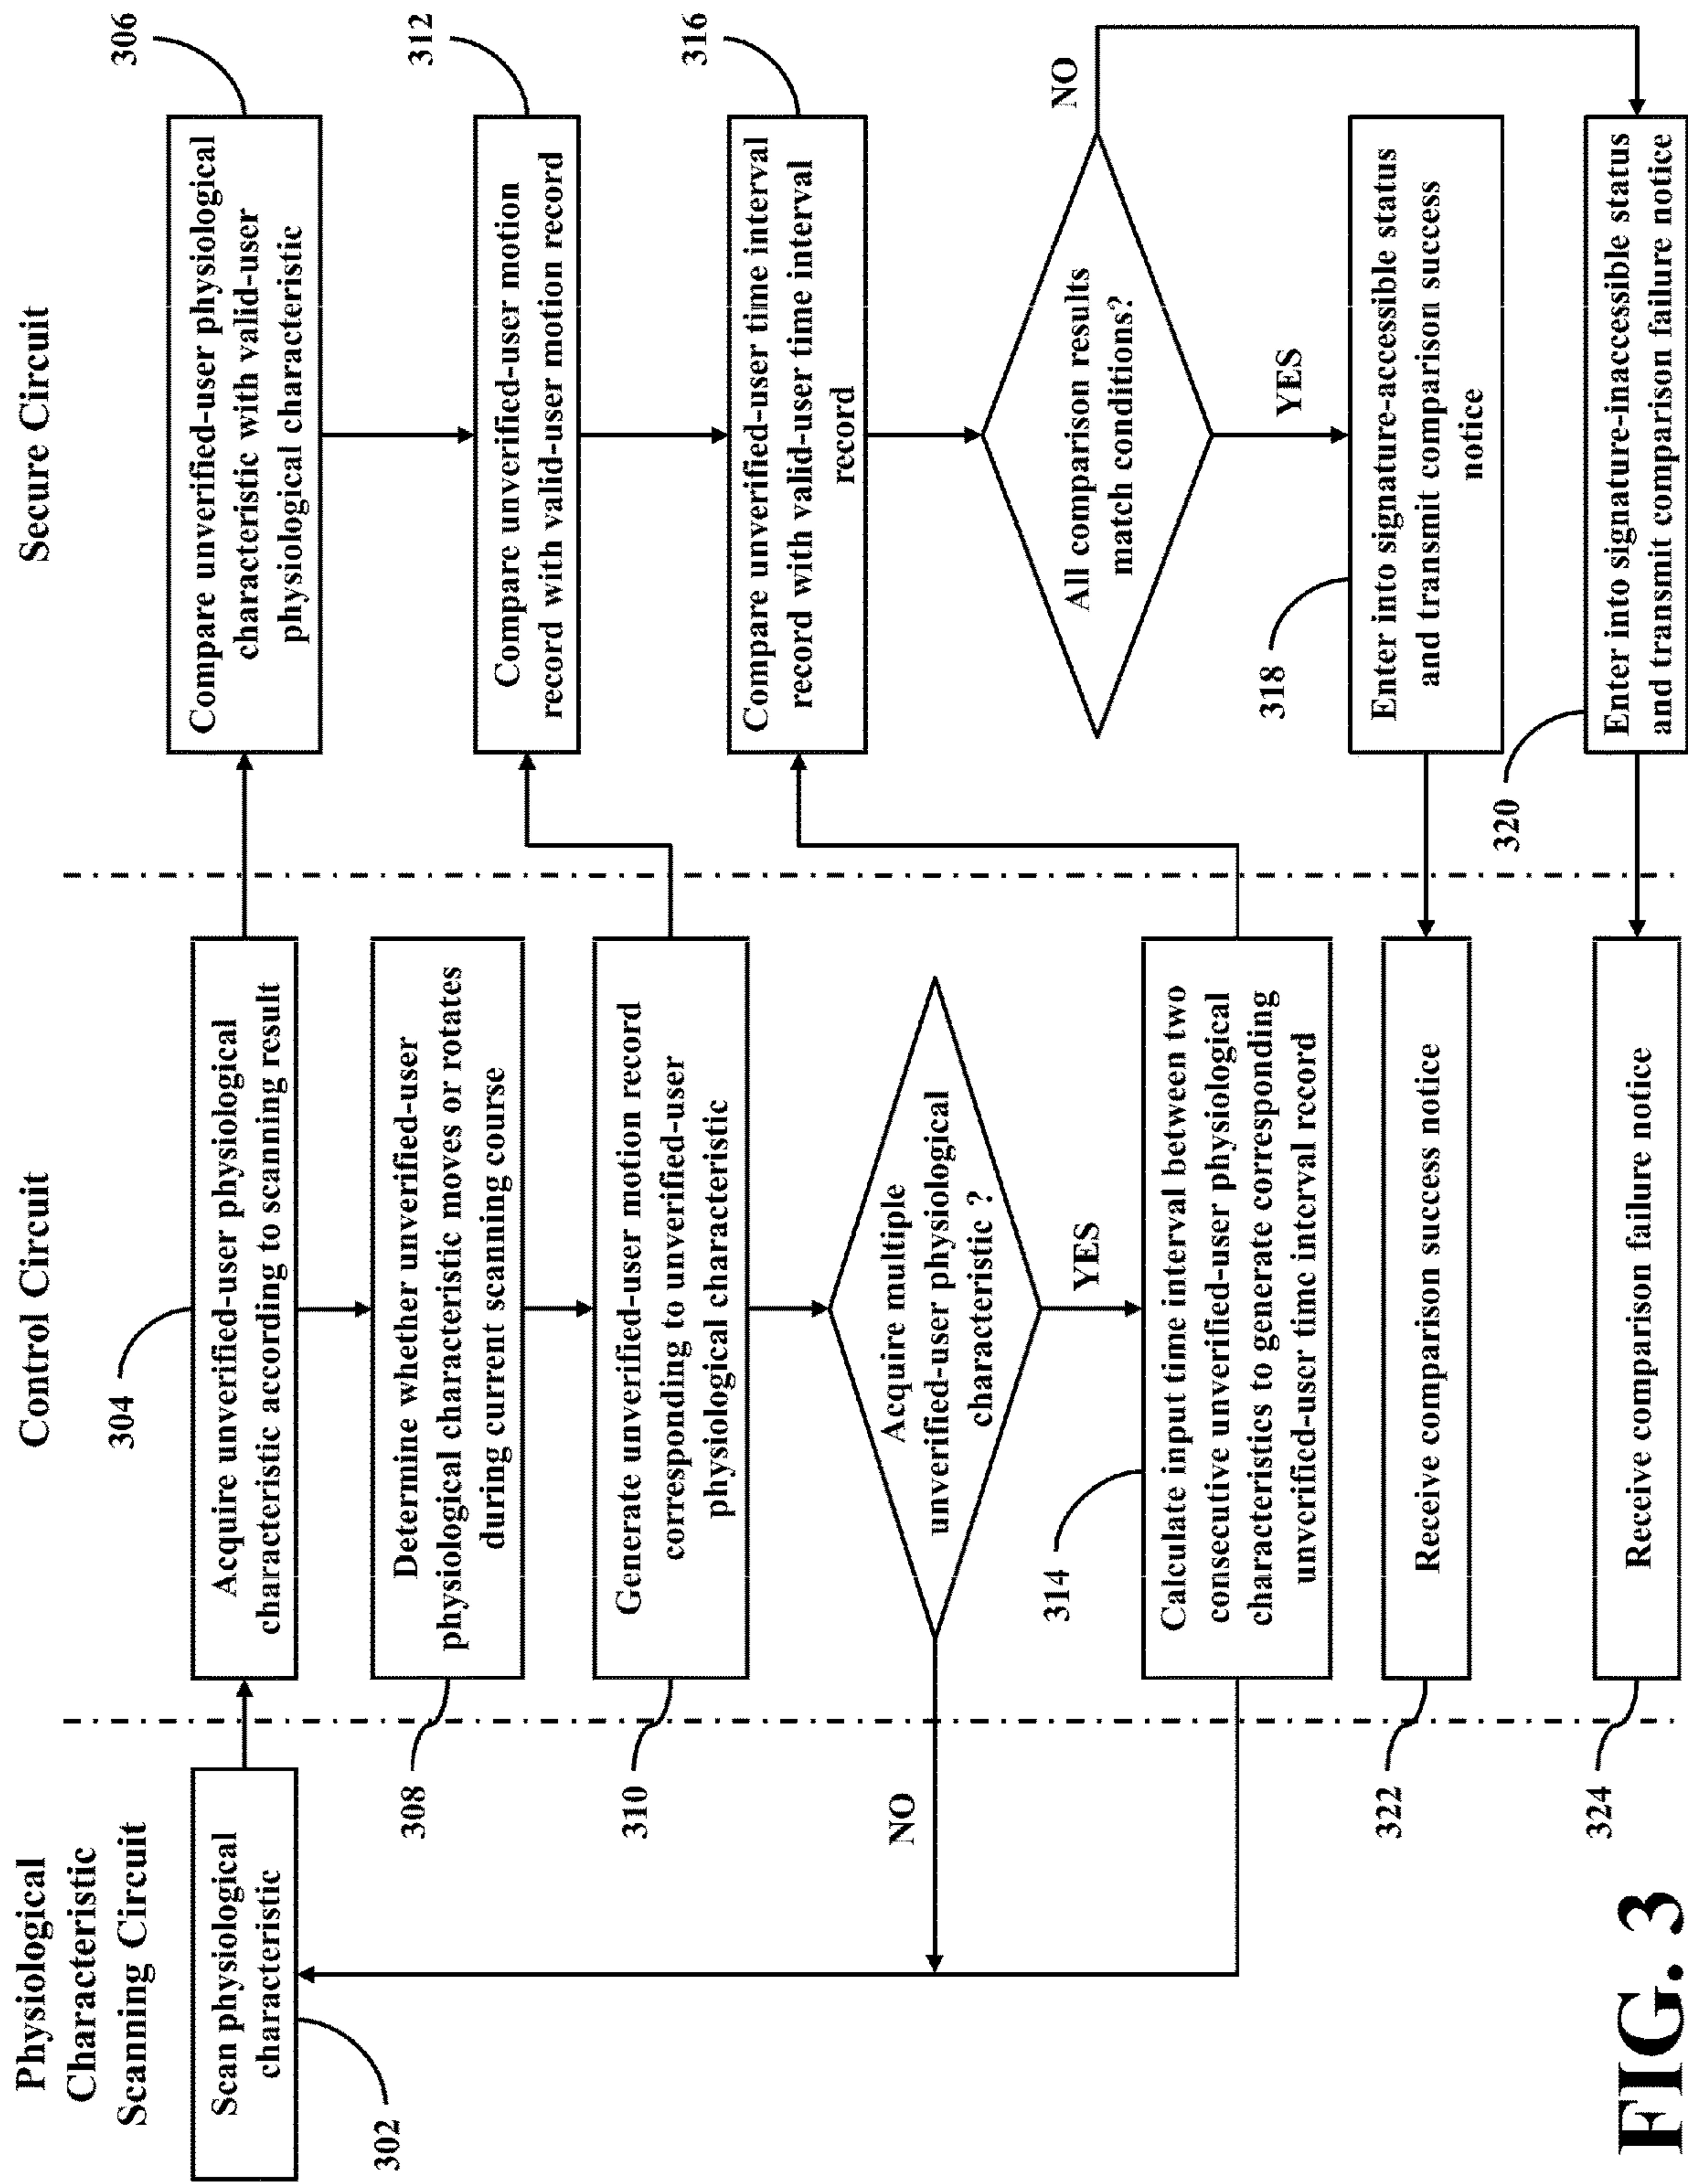 Physiological
Characteristic
Scanning Circuit
Control Circuit
Secure Circuit
Scan physiological
characteristic
302
304
Acquire unverified-user physiological
characteristic according to scanning result
306
Compare unverified-user physiological
characteristic with valid-user
physiological characteristic
308
Determine whether unverified-user
physiological characteristic moves or rotates
during current scanning course
310
Generate unverified-user motion record
corresponding to unverified-user
physiological characteristic
312
Compare unverified-user motion
record with valid-user motion record
Acquire multiple
unverified-user physiological
characteristic ?
NO
YES
314
Calculate input time interval between two
consecutive unverified-user physiological
characteristics to generate corresponding
unverified-user time interval record
316
Compare unverified-user time interval
record with valid-user time interval
record
All comparison results
match conditions?
NO
YES
318
Enter into signature-accessible status
and transmit comparison success
notice
320
Enter into signature-inaccessible status
and transmit comparison failure notice
322
Receive comparison success notice
324
Receive comparison failure notice
FIG. 3